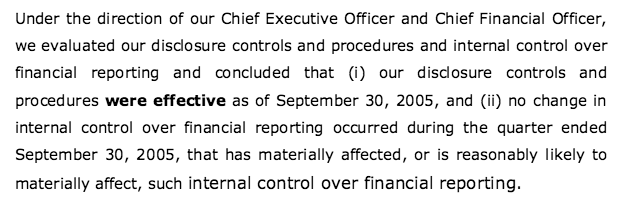 Under the direction of our Chief Executive Officer and Chief Financial Officer,
we evaluated our disclosure controls and procedures and internal control over
financial reporting and concluded that (i) our disclosure controls and
procedures were effective as of September 30, 2005, and (ii) no change in
internal control over financial reporting occurred during the quarter ended
September 30, 2005, that has materially affected, or is reasonably likely to
materially affect, such internal control over financial reporting.